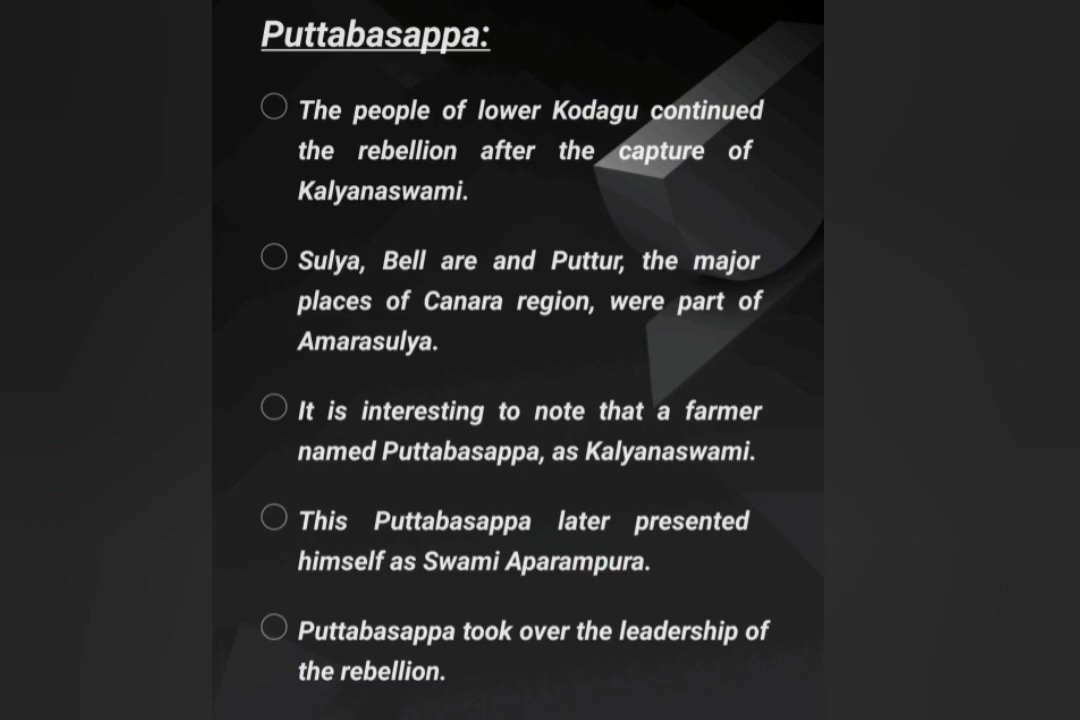 Puttabasappa:
The people of lower Kodagu continued
the rebellion after the capture of
Kalyanaswami.
Sulya, Bell are and Puttur, the major
places of Canara region, were part of
Amarasulya.
It is interesting to note that a farmer
named Puttabasappa, as Kalyanaswami.
This Puttabasappa later presented
himself as Swami Aparampura.
Puttabasappa took over the leadership of
the rebellion.